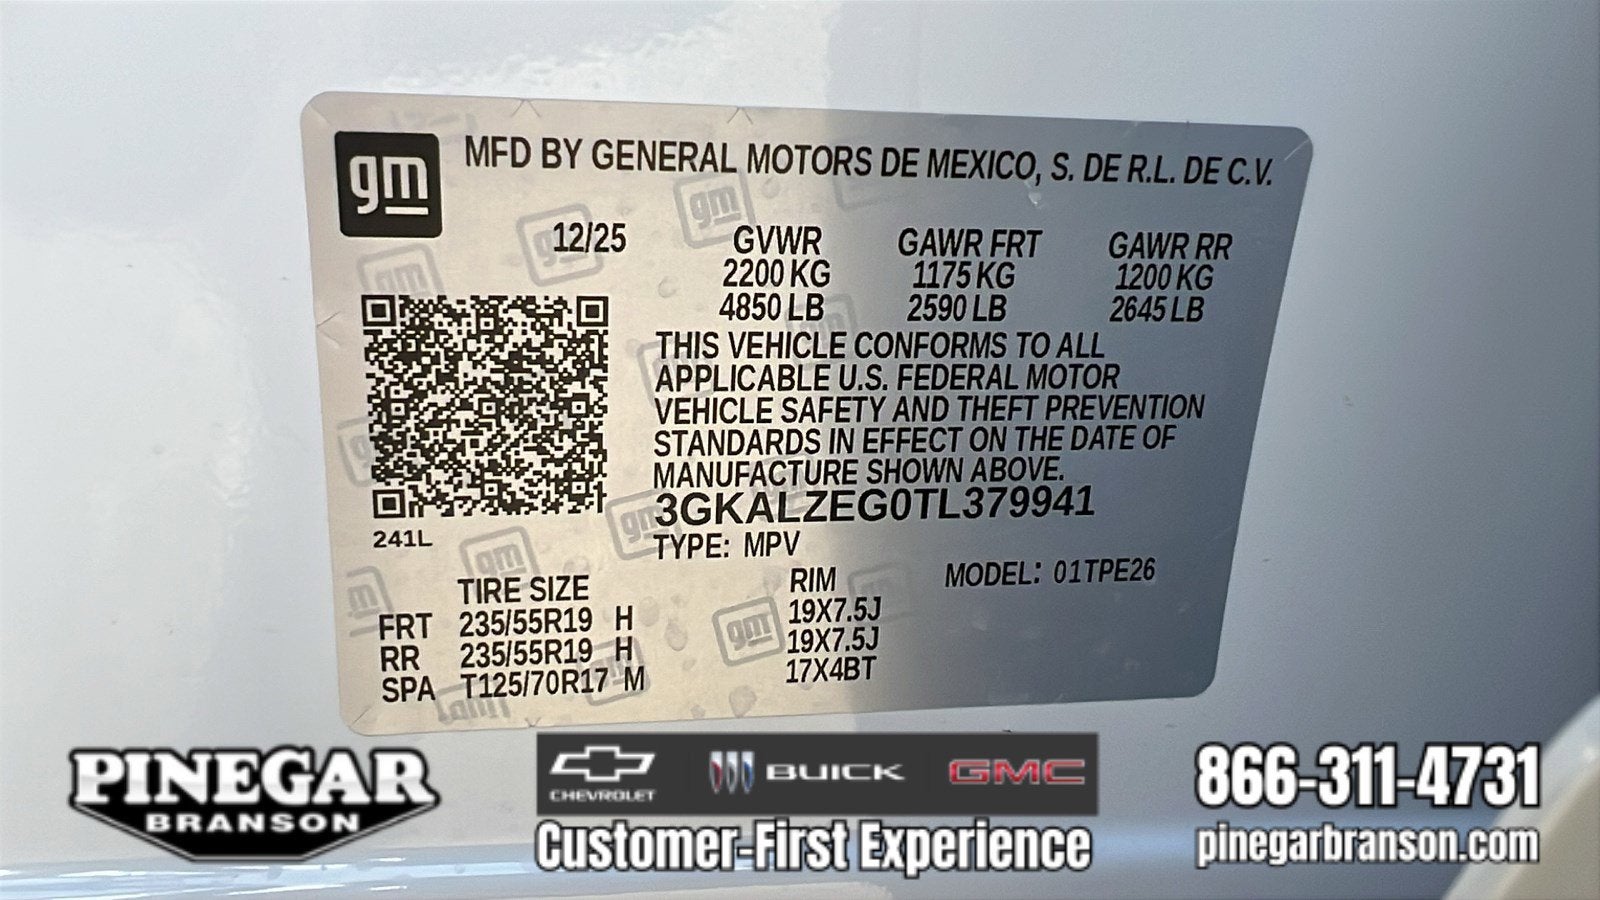 gm
MFD BY GENERAL MOTORS DE MEXICO, S. DE R.L. DE C.V.
12/25 GVWR GAWR FRT GAWR RR
2200 KG 1175 KG 1200 KG
4850 LB 2590 LB 2645 LB
THIS VEHICLE CONFORMS TO ALL
APPLICABLE U.S. FEDERAL MOTOR
VEHICLE SAFETY AND THEFT PREVENTION
STANDARDS IN EFFECT ON THE DATE OF
MANUFACTURE SHOWN ABOVE.
3GKALZEG0TL379941
241L
TYPE: MPV
MODEL: 01TPE26
TIRE SIZE RIM
FRT 235/55R19 H 19X7.5J
RR 235/55R19 H 19X7.5J
SPA T125/70R17 M 17X4BT
PINEGAR
BRANSON
CHEVROLET
BUICK
GMC
Customer-First Experience
866-311-4731
pinegarbranson.com